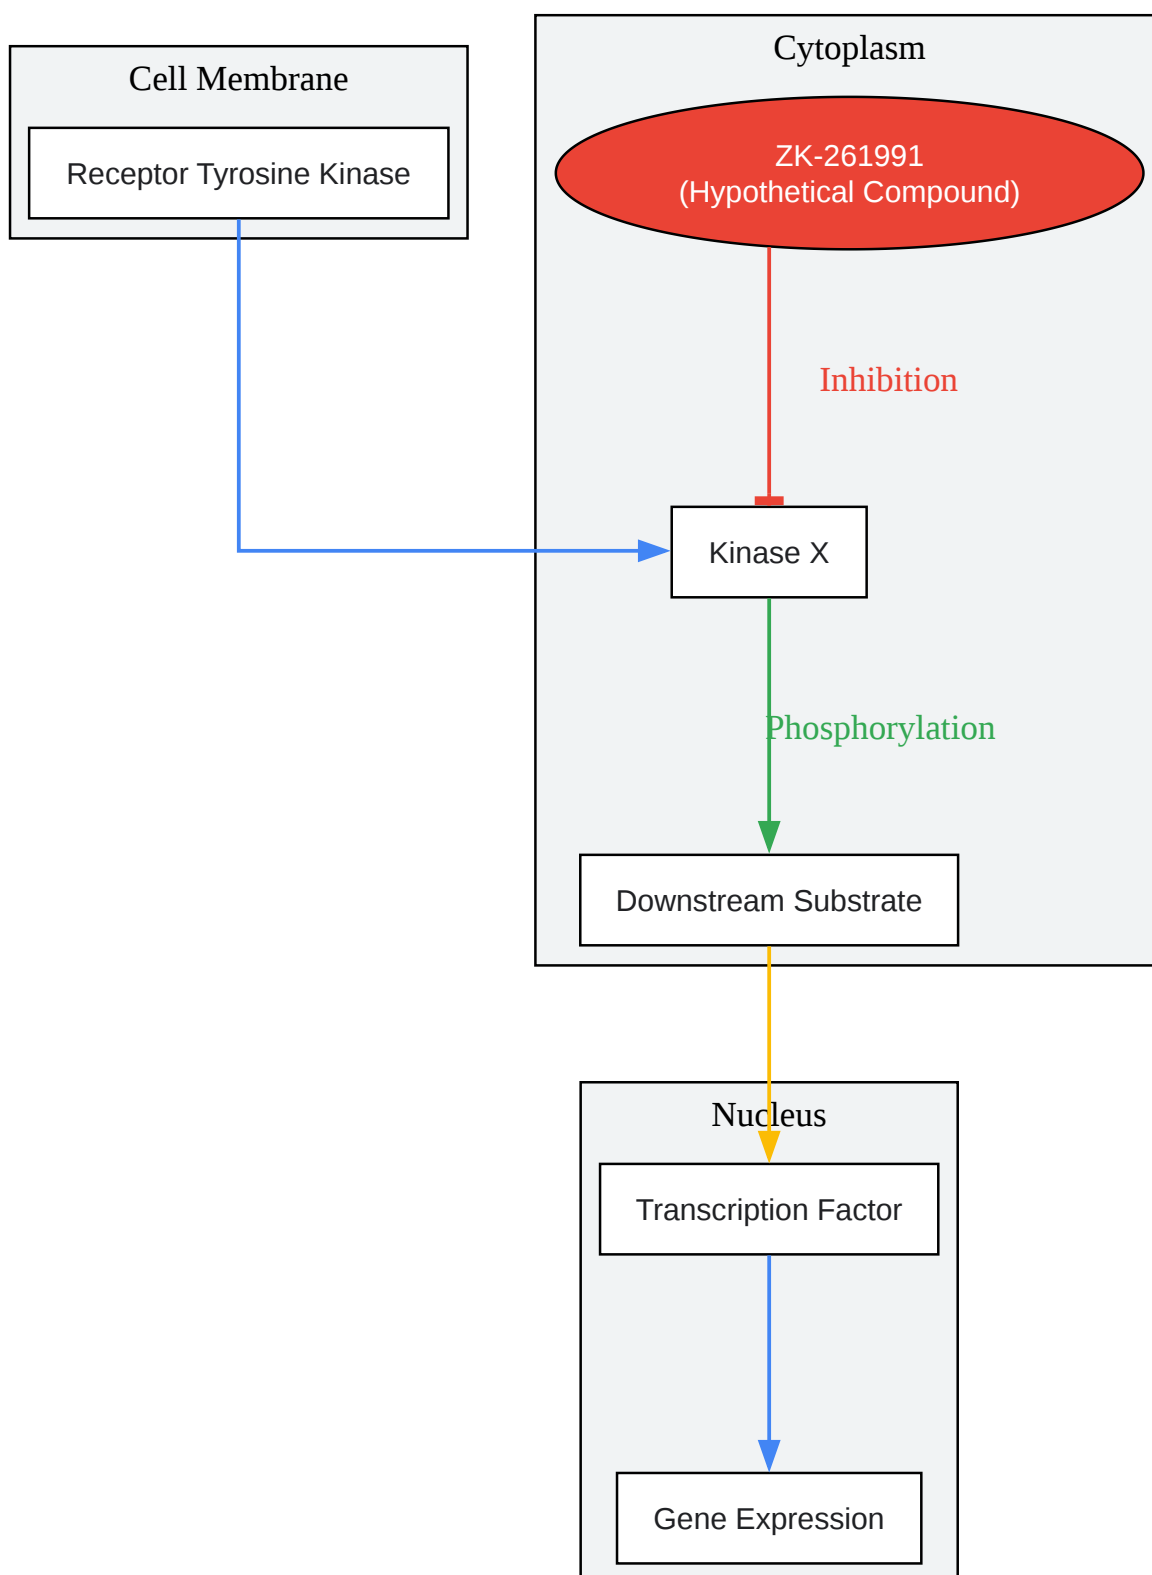 Cell Membrane
Receptor Tyrosine Kinase
Cytoplasm
ZK-261991
(Hypothetical Compound)
Inhibition
Kinase X
Phosphorylation
Downstream Substrate
Nucleus
Transcription Factor
Gene Expression